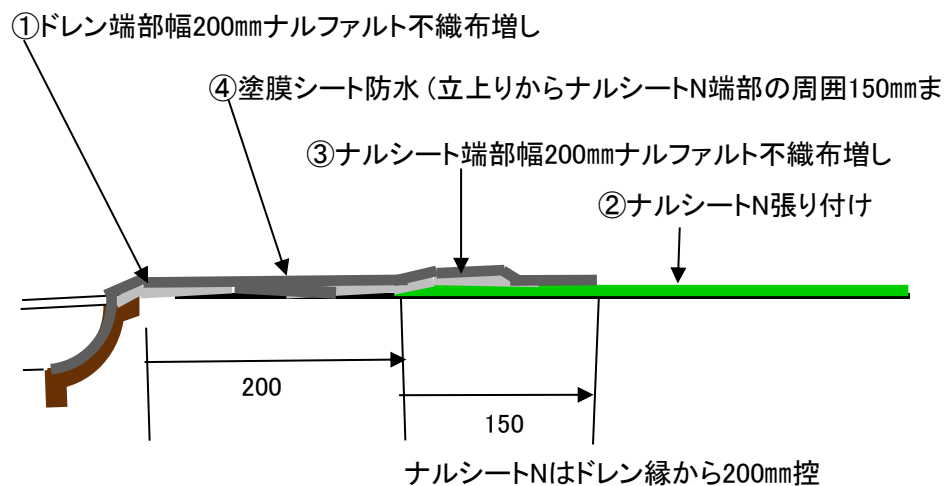 ①ドレン端部幅200㎜ナルファルト不織布増し
④塗膜シート防水（立上りからナルシートN端部の周囲150㎜ま
③ナルシート端部幅200㎜ナルファルト不織布増し
②ナルシートN張り付け
200
150
ナルシートNはドレン縁から200㎜控